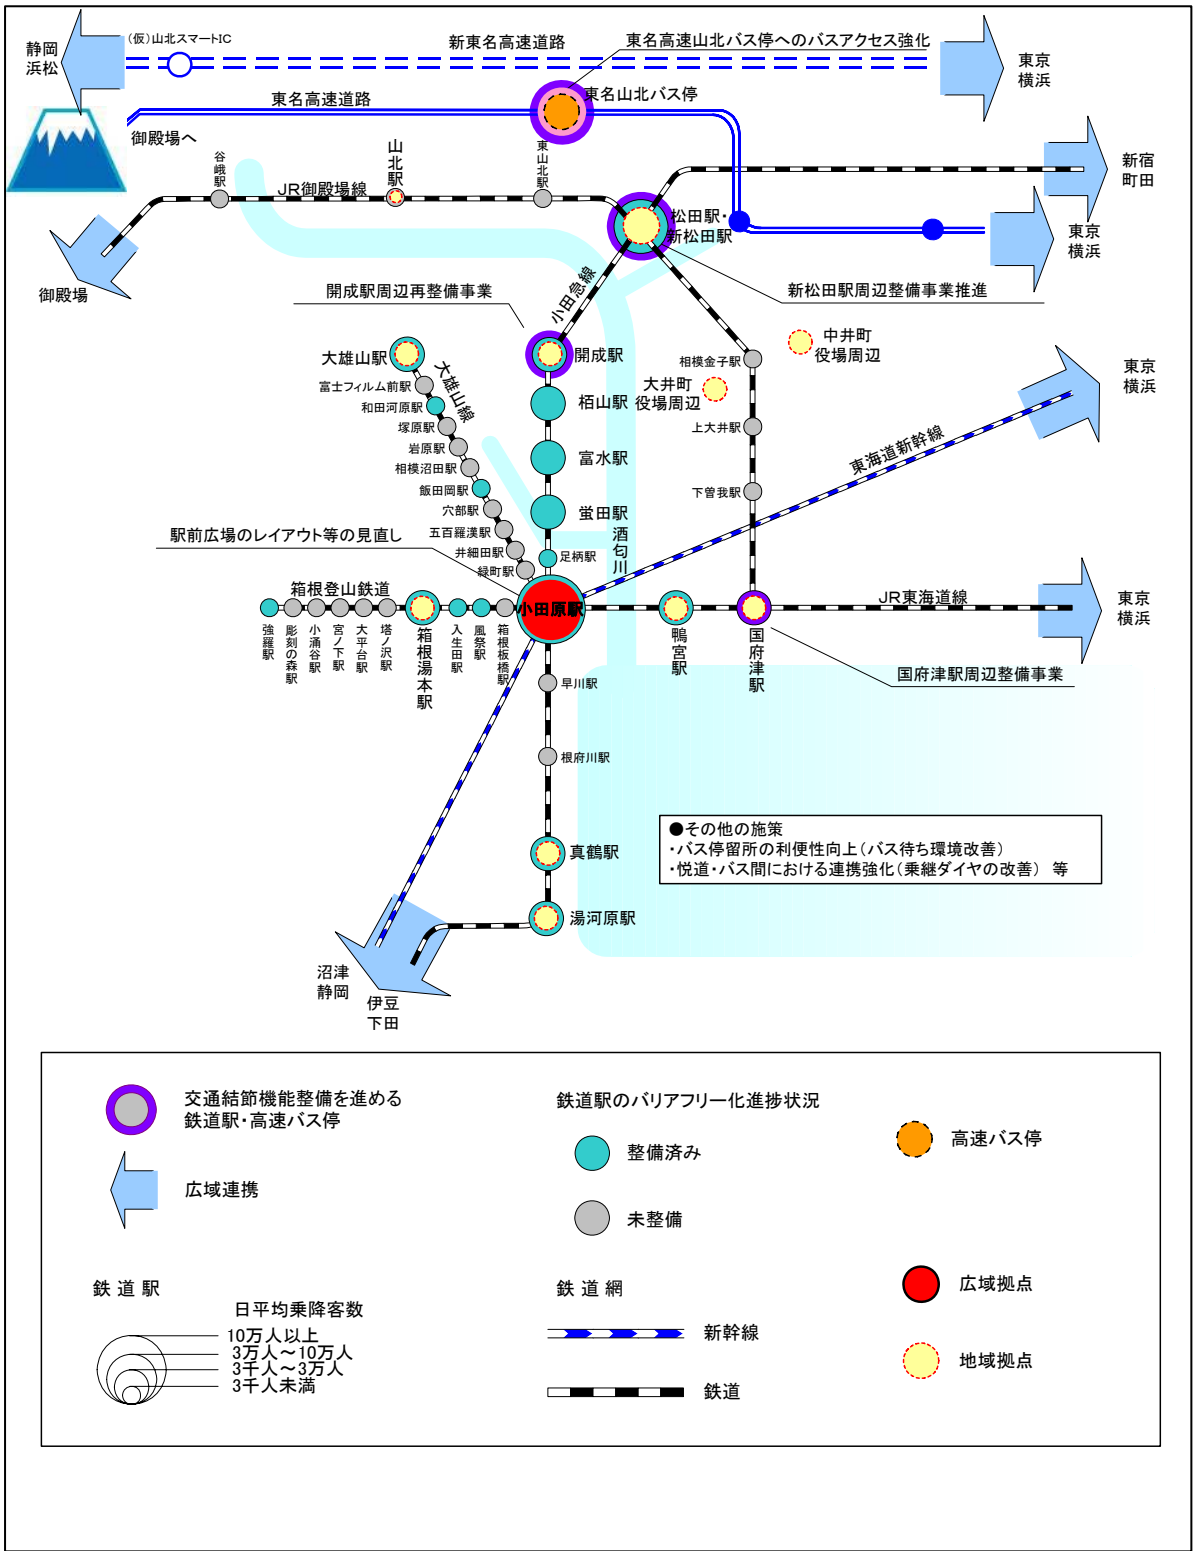 静岡
浜松
(仮)山北スマートIC
新東名高速道路
東名高速山北バス停へのバスアクセス強化
東京
横浜
東名高速道路
東名山北バス停
御殿場へ
谷峨駅
山北駅
東山北駅
JR御殿場線
新宿
町田
松田駅・
新松田駅
東京
横浜
御殿場
開成駅周辺再整備事業
小田急線
新松田駅周辺整備事業推進
大雄山駅
開成駅
中井町
役場周辺
相模金子駅
東京
横浜
富士フィルム前駅
大雄山線
大井町
役場周辺
和田河原駅
栢山駅
塚原駅
上大井駅
岩原駅
東海道新幹線
相模沼田駅
富水駅
飯田岡駅
下曽我駅
穴部駅
蛍田駅
駅前広場のレイアウト等の見直し
五百羅漢駅
酒匂川
井細田駅
足柄駅
緑町駅
箱根登山鉄道
小田原駅
JR東海道線
東京
横浜
強羅駅
彫刻の森駅
小涌谷駅
宮ノ下駅
大平台駅
塔ノ沢駅
箱根湯本駅
入生田駅
風祭駅
箱根板橋駅
鴨宮駅
国府津駅
国府津駅周辺整備事業
早川駅
根府川駅
●その他の施策
・バス停留所の利便性向上(バス待ち環境改善)
・悦道・バス間における連携強化(乗継ダイヤの改善) 等
真鶴駅
湯河原駅
沼津
静岡
伊豆
下田
交通結節機能整備を進める
鉄道駅・高速バス停
広域連携
鉄道駅のバリアフリー化進捗状況
整備済み
未整備
高速バス停
鉄 道 駅
日平均乗降客数
10万人以上
3万人～10万人
3千人～3万人
3千人未満
鉄 道 網
新幹線
鉄道
広域拠点
地域拠点